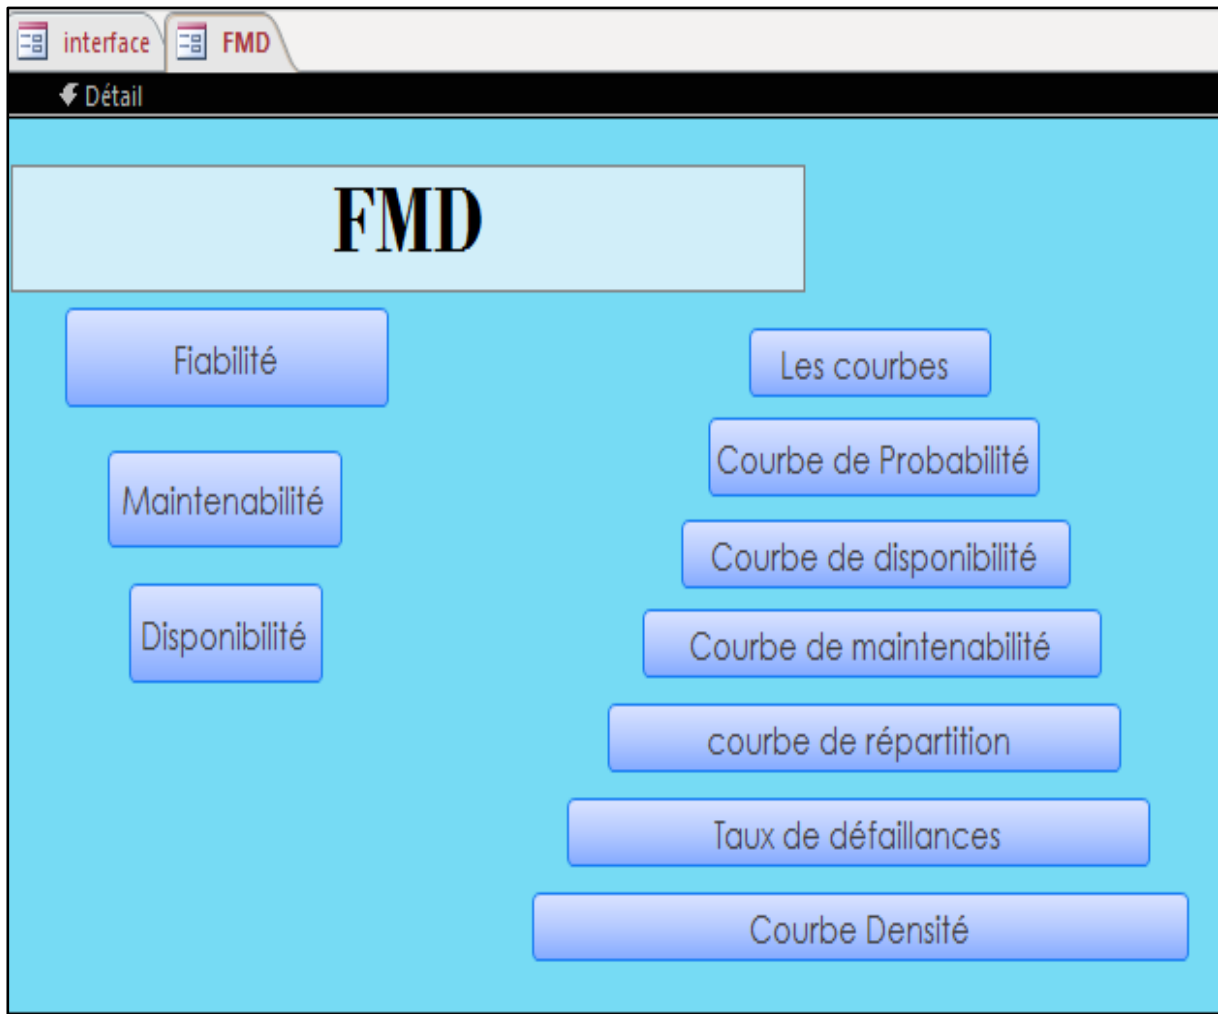 interface
FMD
Détail
FMD
Fiabilité
Maintenabilité
Disponibilité
Les courbes
Courbe de Probabilité
Courbe de disponibilité
Courbe de maintenabilité
courbe de répartition
Taux de défaillances
Courbe Densité